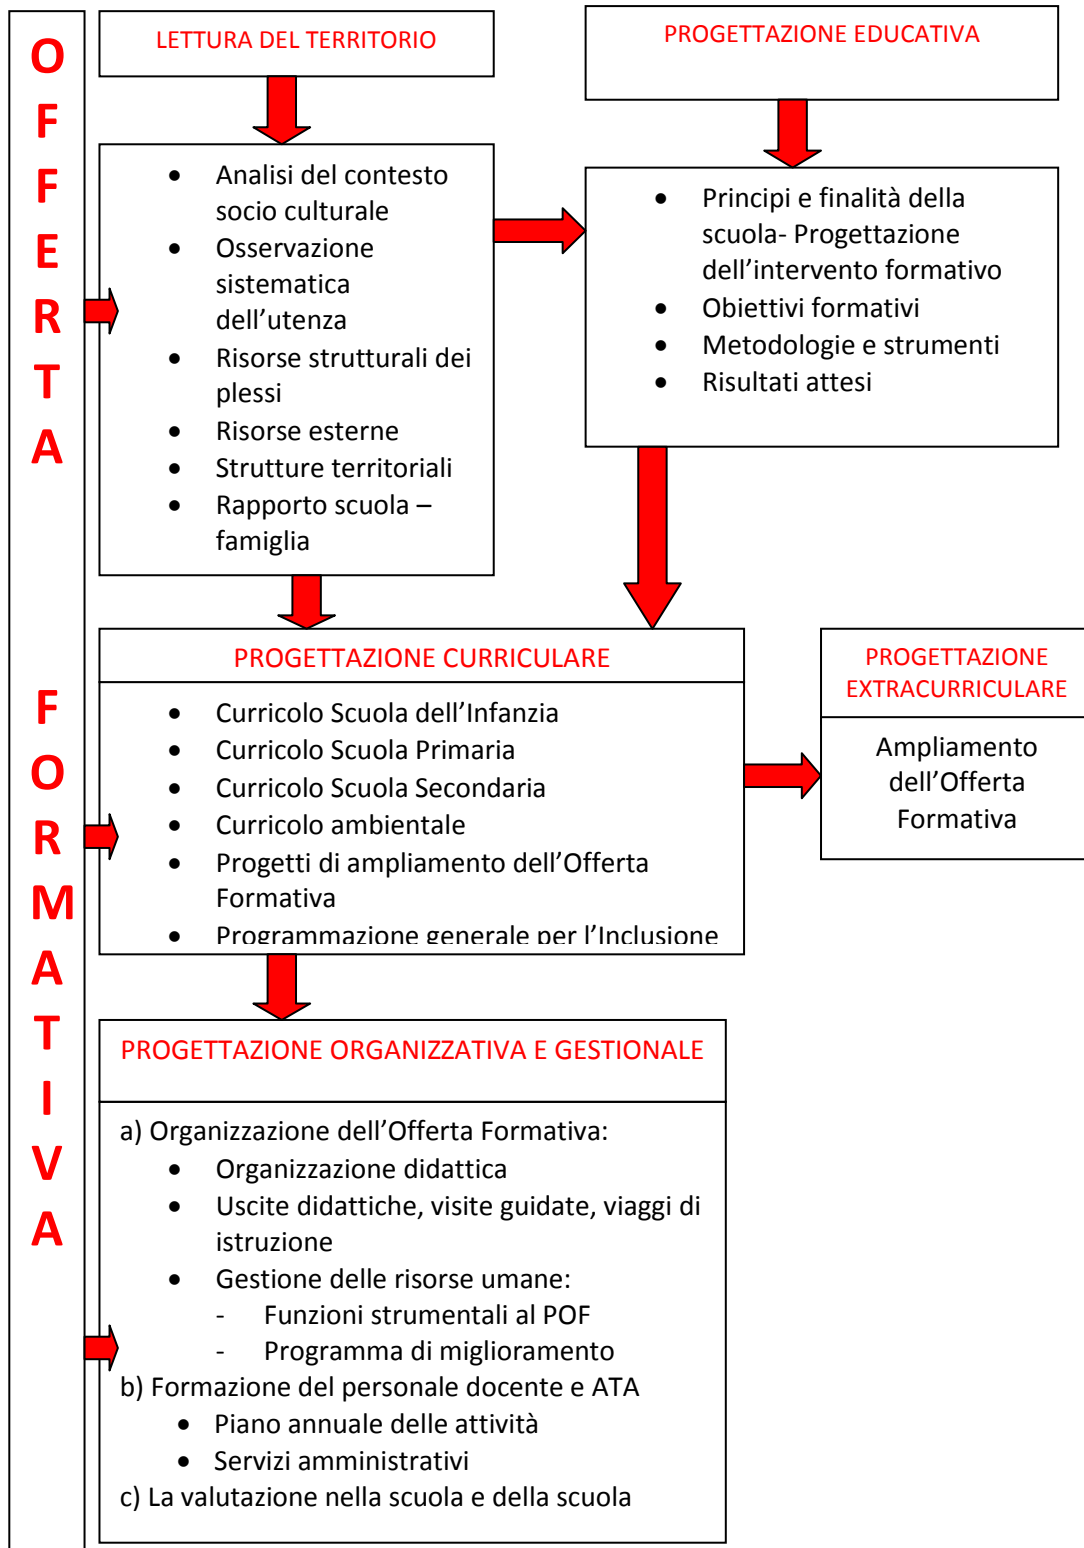 OFFERTA
FORMATIVA
LETTURA DEL TERRITORIO
PROGETTAZIONE EDUCATIVA
• Analisi del contesto
socio culturale
• Osservazione
sistematica
dell’utenza
• Risorse strutturali dei
plessi
• Risorse esterne
• Strutture territoriali
• Rapporto scuola –
famiglia
• Principi e finalità della
scuola- Progettazione
dell’intervento formativo
• Obiettivi formativi
• Metodologie e strumenti
• Risultati attesi
PROGETTAZIONE CURRICULARE
• Curricolo Scuola dell’Infanzia
• Curricolo Scuola Primaria
• Curricolo Scuola Secondaria
• Curricolo ambientale
• Progetti di ampliamento dell’Offerta
Formativa
• Programmazione generale per l’Inclusione
PROGETTAZIONE
EXTRACURRICULARE
Ampliamento
dell’Offerta
Formativa
PROGETTAZIONE ORGANIZZATIVA E GESTIONALE
a) Organizzazione dell’Offerta Formativa:
• Organizzazione didattica
• Uscite didattiche, visite guidate, viaggi di
istruzione
• Gestione delle risorse umane:
- Funzioni strumentali al POF
- Programma di miglioramento
b) Formazione del personale docente e ATA
• Piano annuale delle attività
• Servizi amministrativi
c) La valutazione nella scuola e della scuola